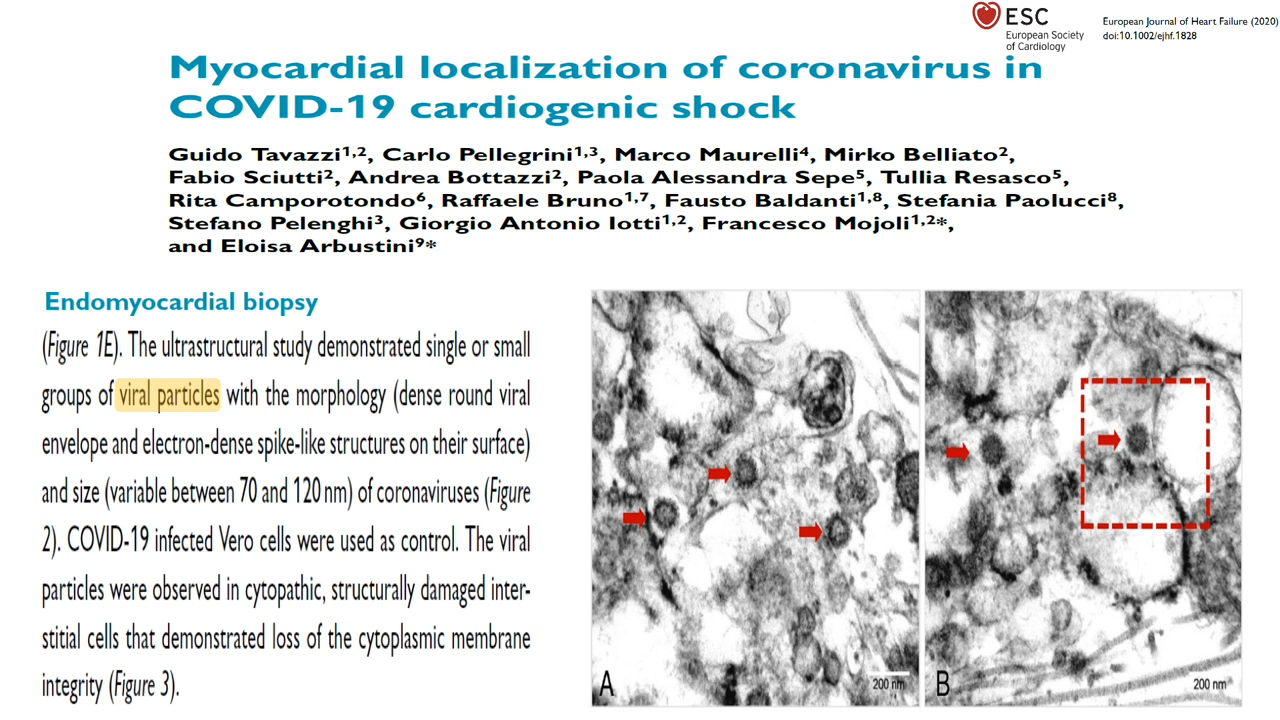 ESC
European Society
of Cardiology
European Journal of Heart Failure (2020)
doi:10.1002/ejhf.1828
Myocardial localization of coronavirus in
COVID-19 cardiogenic shock
Guido Tavazzi1,2, Carlo Pellegrini1,3, Marco Maurelli4, Mirko Belliato2,
Fabio Sciutti2, Andrea Bottazzi2, Paola Alessandra Sepe5, Tullia Resasco5,
Rita Camporotondo6, Raffaele Bruno1,7, Fausto Baldanti1,8, Stefania Paolucci8,
Stefano Pelenghi3, Giorgio Antonio Iotti1,2, Francesco Mojoli1,2*,
and Eloisa Arbustini9*
Endomyocardial biopsy
(Figure 1E). The ultrastructural study demonstrated single or small
groups of viral particles with the morphology (dense round viral
envelope and electron-dense spike-like structures on their surface)
and size (variable between 70 and 120 nm) of coronaviruses (Figure
2). COVID-19 infected Vero cells were used as control. The viral
particles were observed in cytopathic, structurally damaged inter-
stitial cells that demonstrated loss of the cytoplasmic membrane
integrity (Figure 3).
A
200 nm
B
200 nm